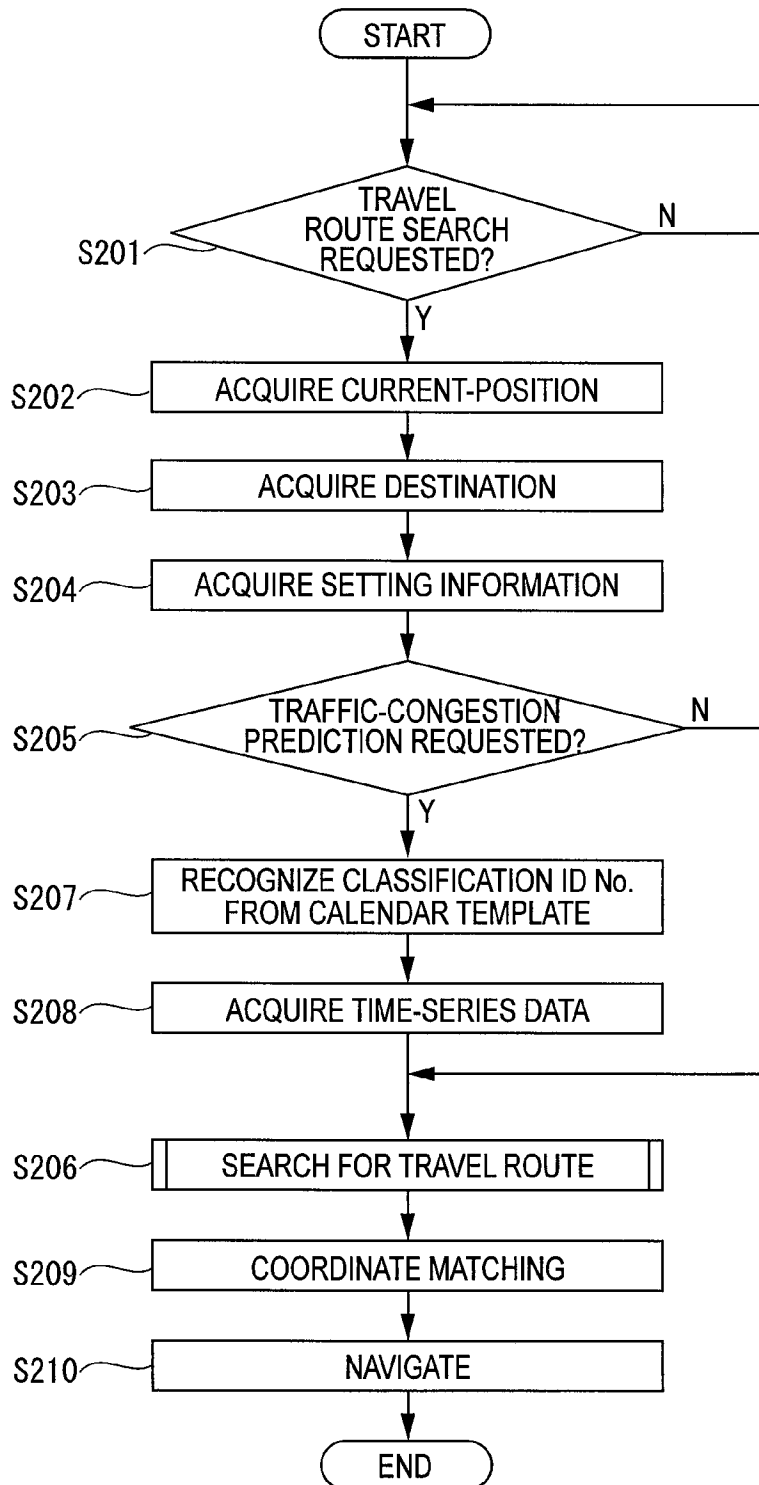 START
TRAVEL
ROUTE SEARCH
REQUESTED?
N
S201
Y
S202
ACQUIRE CURRENT-POSITION
S203
ACQUIRE DESTINATION
S204
ACQUIRE SETTING INFORMATION
TRAFFIC-CONGESTION
PREDICTION REQUESTED?
N
S205
Y
S207
RECOGNIZE CLASSIFICATION ID No.
FROM CALENDAR TEMPLATE
S208
ACQUIRE TIME-SERIES DATA
S206
SEARCH FOR TRAVEL ROUTE
S209
COORDINATE MATCHING
S210
NAVIGATE
END